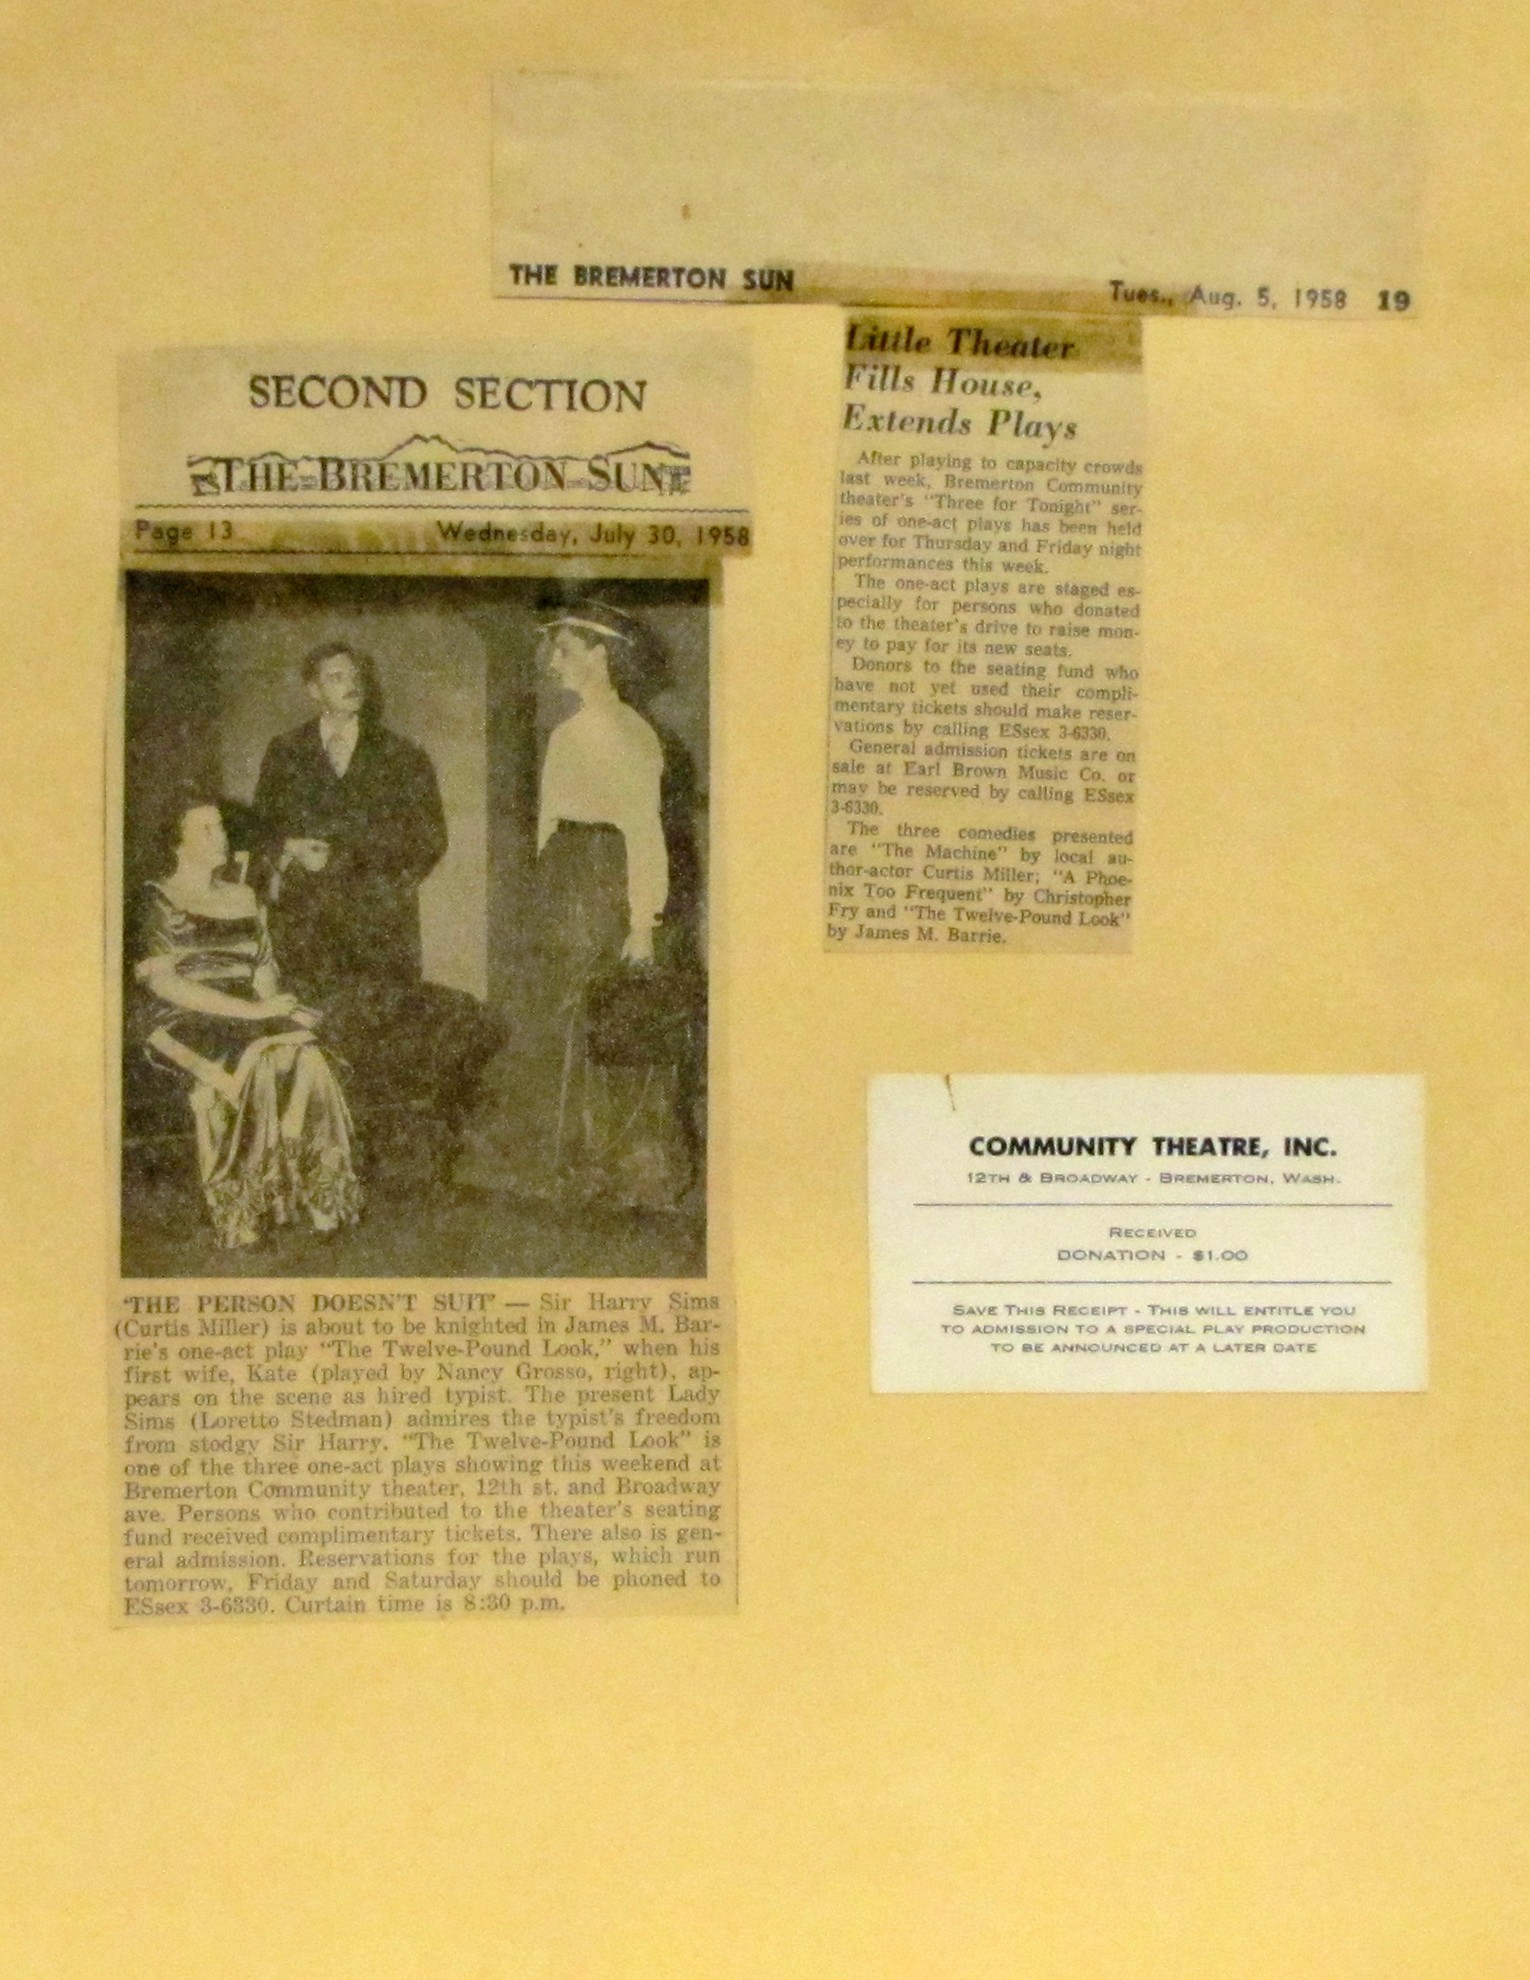 THE BREMERTON SUN Tues., Aug. 5, 1958 19
SECOND SECTION
THE BREMERTON SUN
Page 13 Wednesday, July 30, 1958
'THE PERSON DOESN'T SUIT' — Sir Harry Sims
(Curtis Miller) is about to be knighted in James M. Bar-
rie's one-act play "The Twelve-Pound Look," when his
first wife, Kate (played by Nancy Grosso, right), ap-
pears on the scene as hired typist. The present Lady
Sims (Loretto Stedman) admires the typist's freedom
from stodgy Sir Harry. "The Twelve-Pound Look" is
one of the three one-act plays showing this weekend at
Bremerton Community theater, 12th st. and Broadway
ave. Persons who contributed to the theater's seating
fund received complimentary tickets. There also is gen-
eral admission. Reservations for the plays, which run
tomorrow, Friday and Saturday should be phoned to
ESsex 3-6330. Curtain time is 8:30 p.m.
Little Theater
Fills House,
Extends Plays
After playing to capacity crowds
last week, Bremerton Community
theater's "Three for Tonight" ser-
ies of one-act plays has been held
over for Thursday and Friday night
performances this week.
The one-act plays are staged es-
pecially for persons who donated
to the theater's drive to raise mon-
ey to pay for its new seats.
Donors to the seating fund who
have not yet used their compli-
mentary tickets should make reser-
vations by calling ESsex 3-6330.
General admission tickets are on
sale at Earl Brown Music Co. or
may be reserved by calling ESsex
3-6330.
The three comedies presented
are "The Machine" by local au-
thor-actor Curtis Miller; "A Phoe-
nix Too Frequent" by Christopher
Fry and "The Twelve-Pound Look"
by James M. Barrie.
COMMUNITY THEATRE, INC.
12TH & BROADWAY - BREMERTON, WASH.
RECEIVED
DONATION - $1.00
SAVE THIS RECEIPT - THIS WILL ENTITLE YOU
TO ADMISSION TO A SPECIAL PLAY PRODUCTION
TO BE ANNOUNCED AT A LATER DATE